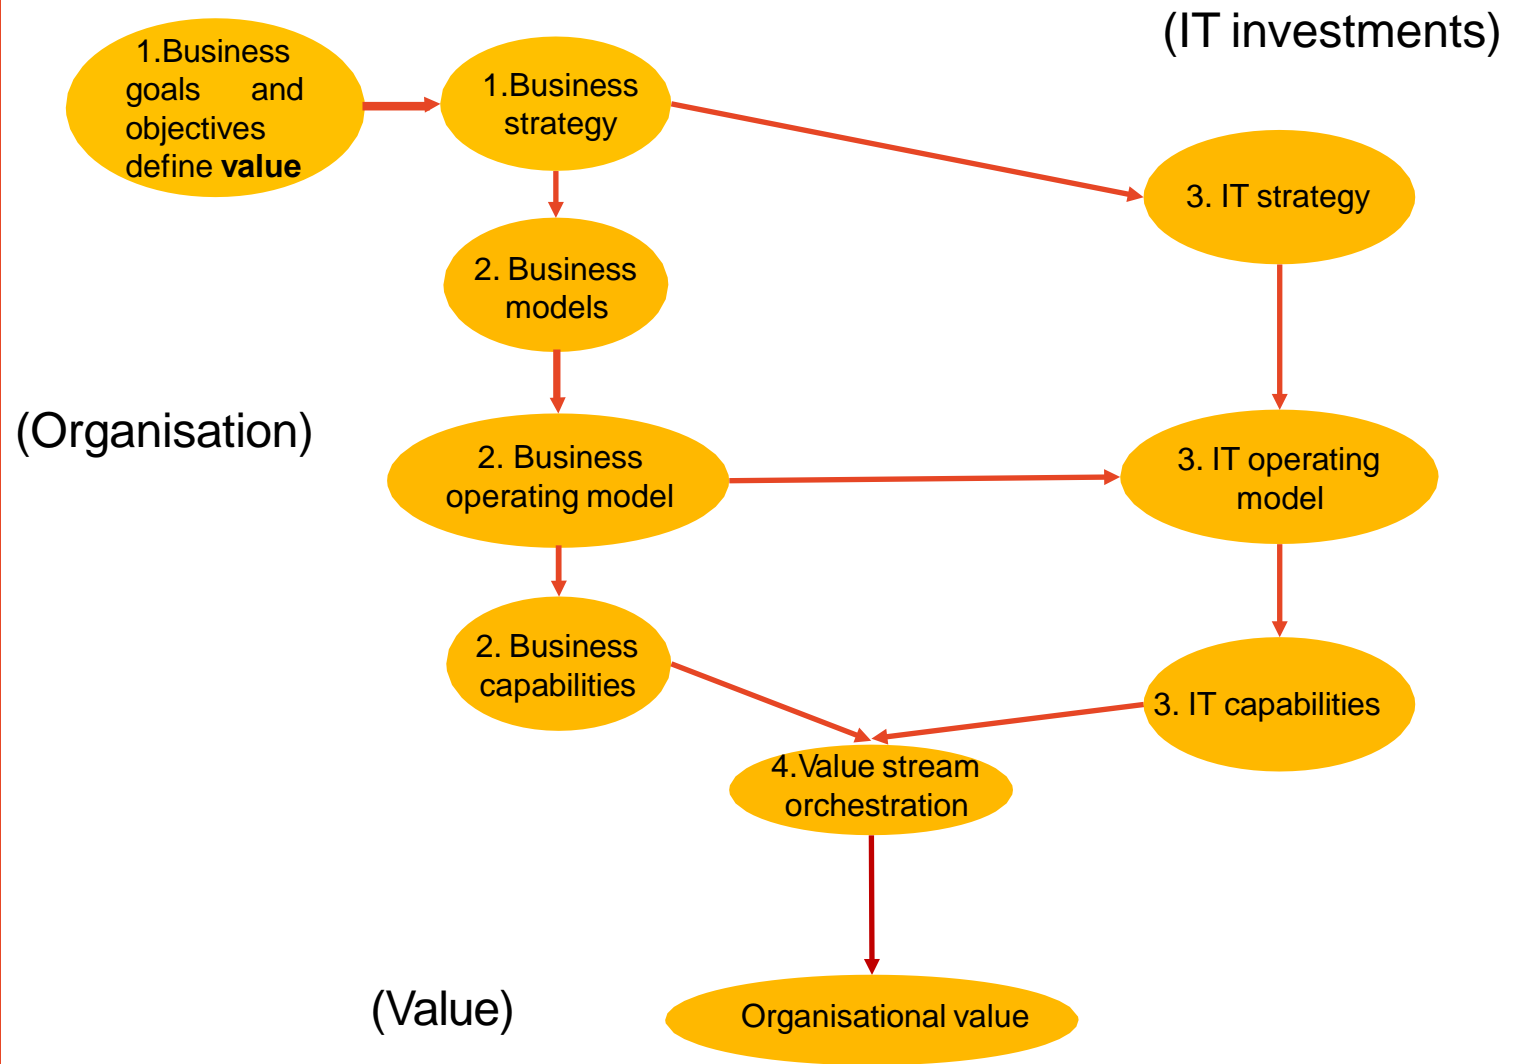 (IT investments)
1.Business
goals and
objectives
define value
1.Business
strategy
3. IT strategy
2. Business
models
(Organisation)
2. Business
operating model
3. IT operating
model
2. Business
capabilities
3. IT capabilities
4.Value stream
orchestration
(Value)
Organisational value